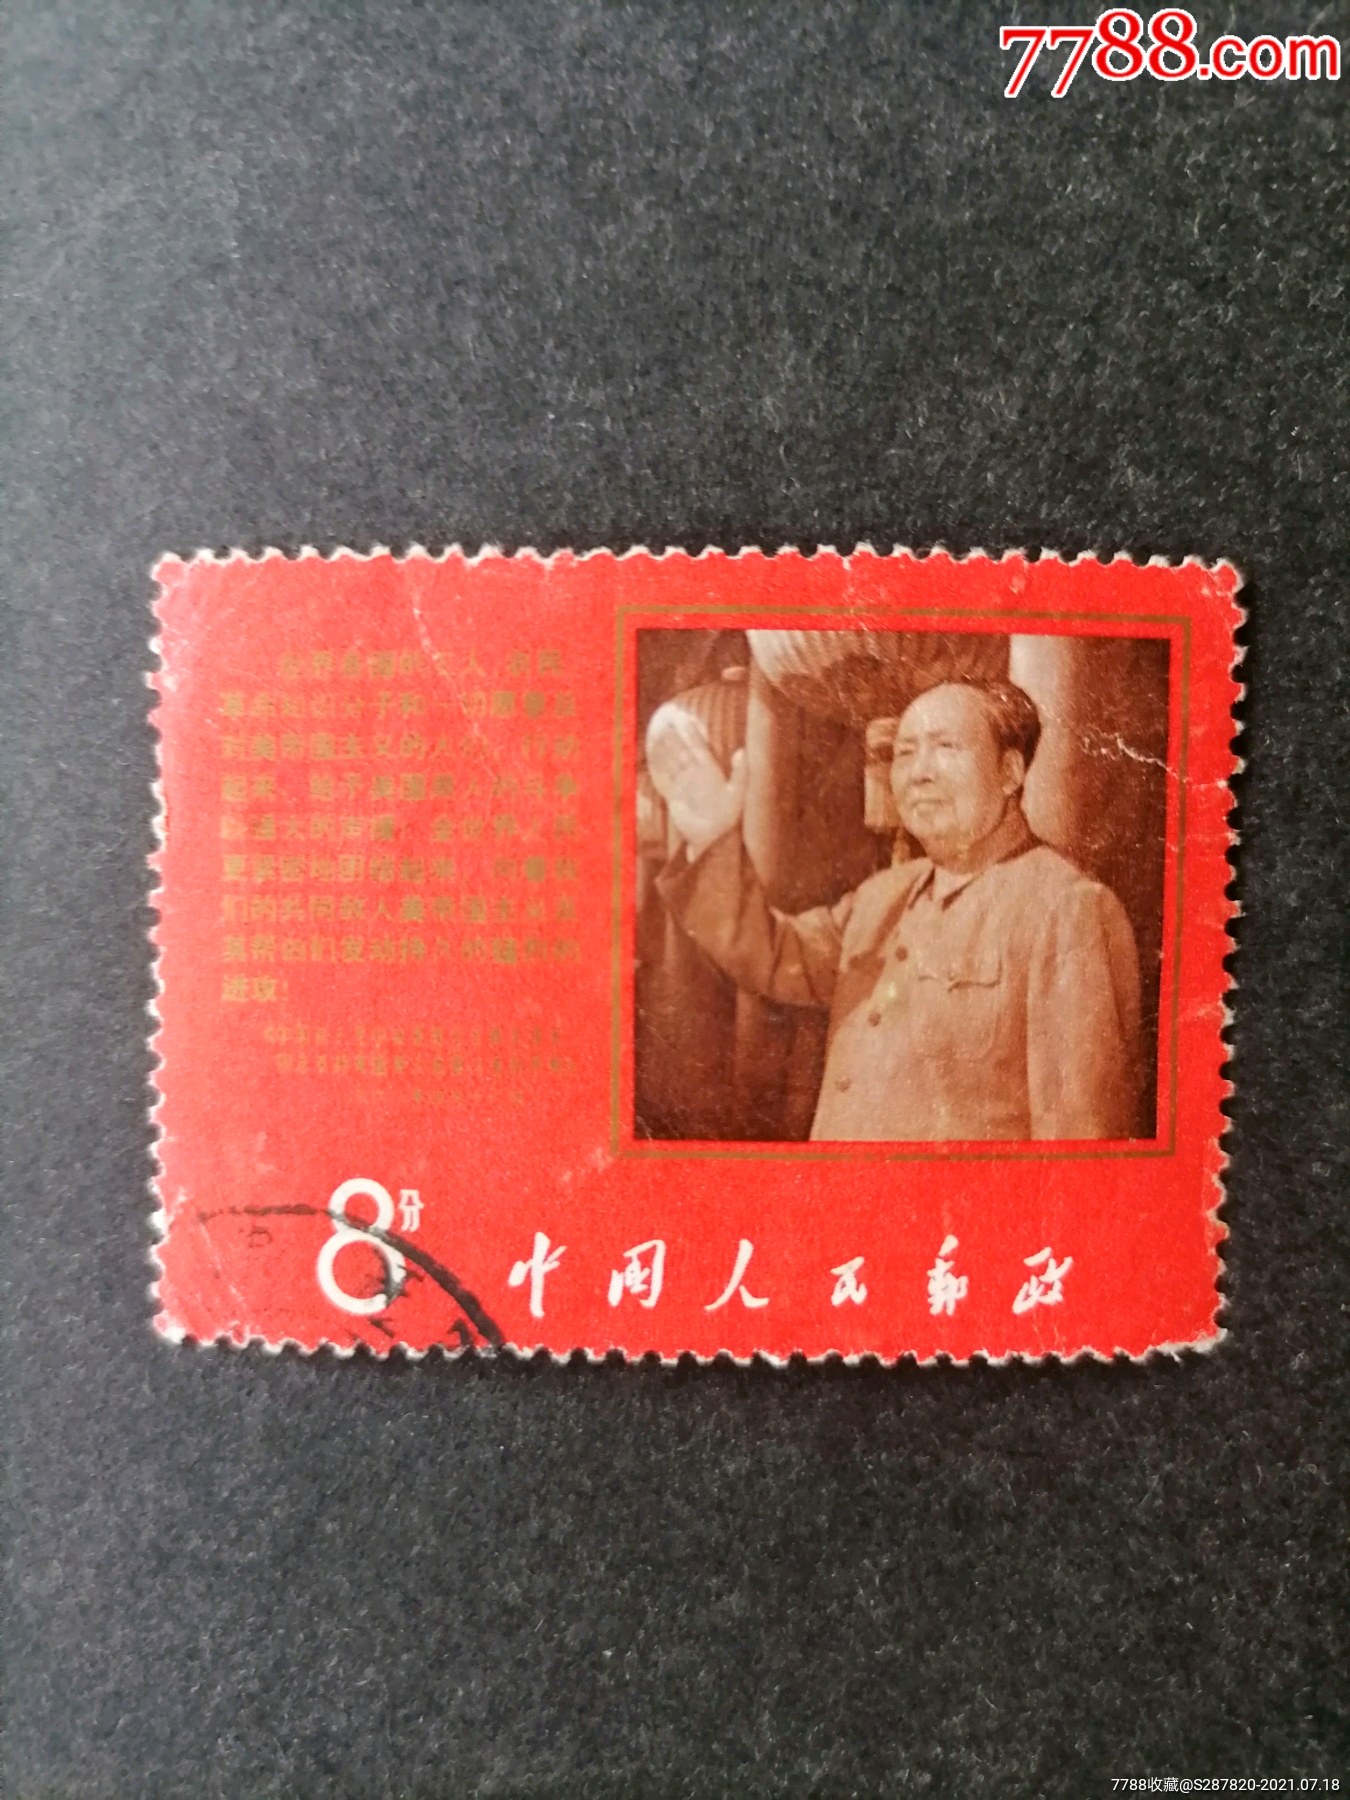 7788.com
世界各国的工人、农民、
革命知识分子和一切愿意反
对美帝国主义的人们，行动
起来，给予美国黑人的斗争
以强大的声援！全世界人民
更紧密地团结起来，向着我
们的共同敌人美帝国主义及
其帮凶们发动持久的猛烈的
进攻！
8分
中国人民邮政
7788收藏@S287820-2021.07.18